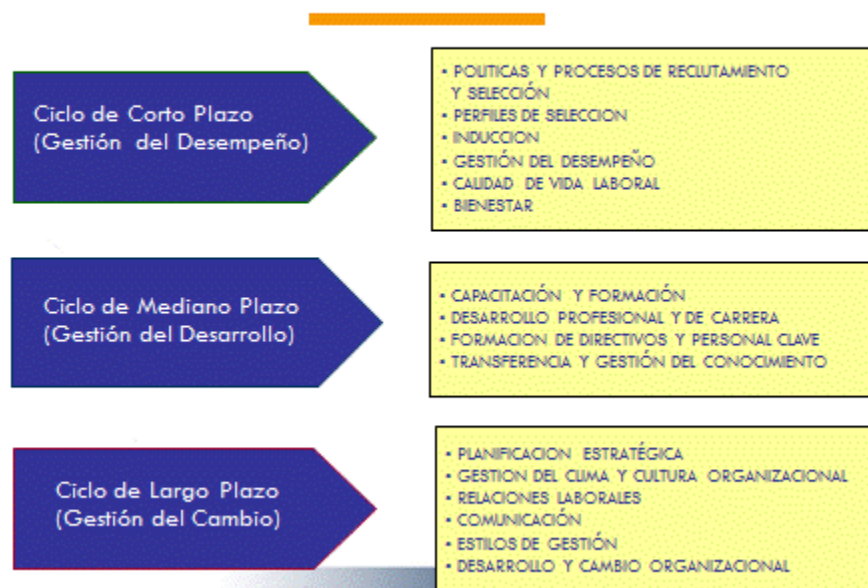 Ciclo de Corto Plazo
(Gestión del Desempeño)
• POLITICAS Y PROCESOS DE RECLUTAMIENTO
Y SELECCIÓN
• PERFILES DE SELECCION
• INDUCCION
• GESTIÓN DEL DESEMPEÑO
• CALIDAD DE VIDA LABORAL
• BIENESTAR
Ciclo de Mediano Plazo
(Gestión del Desarrollo)
• CAPACITACIÓN Y FORMACIÓN
• DESARROLLO PROFESIONAL Y DE CARRERA
• FORMACION DE DIRECTIVOS Y PERSONAL CLAVE
• TRANSFERENCIA Y GESTIÓN DEL CONOCIMIENTO
Ciclo de Largo Plazo
(Gestión del Cambio)
• PLANIFICACION ESTRATÉGICA
• GESTION DEL CLIMA Y CULTURA ORGANIZACIONAL
• RELACIONES LABORALES
• COMUNICACIÓN
• ESTILOS DE GESTIÓN
• DESARROLLO Y CAMBIO ORGANIZACIONAL